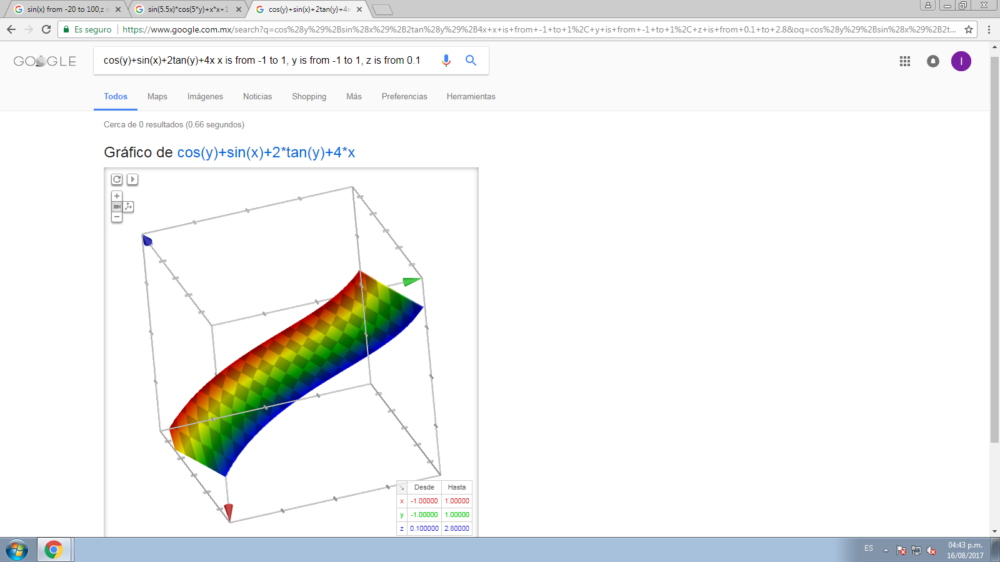 sin(x) from -20 to 100,z i
sin(5.5x)*cos(5*y)+x*x+1
cos(y)+sin(x)+2tan(y)+4x
Es seguro
https://www.google.com.mx/search?q=cos%28y%29%2Bsin%28x%29%2B2tan%28y%29%2B4x+x+is+from+-1+to+1%2C+y+is+from+-1+to+1%2C+z+is+from+0.1+to+2.8&oq=cos%28y%29%2Bsin%28x%29%2B2t...
GOOGLE
cos(y)+sin(x)+2tan(y)+4x x is from -1 to 1, y is from -1 to 1, z is from 0.1
I
Todos Maps Imágenes Noticias Shopping Más Preferencias Herramientas
Cerca de 0 resultados (0.66 segundos)
Gráfico de cos(y)+sin(x)+2*tan(y)+4*x
+
−
Desde Hasta
x -1.00000 1.00000
y -1.00000 1.00000
z 0.100000 2.80000
ES
04:43 p.m.
16/08/2017